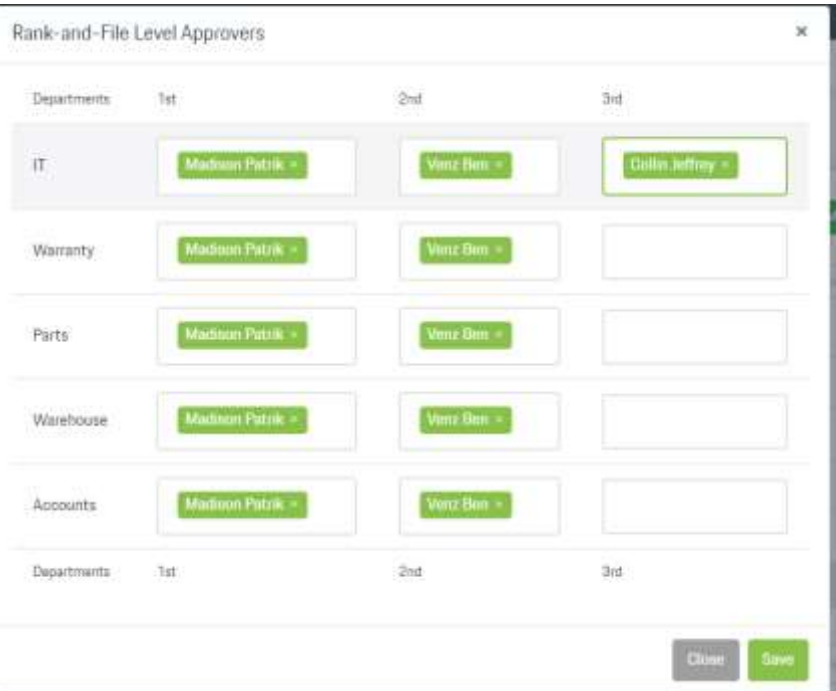 Rank-and-File Level Approvers ×
Departments 1st 2nd 3rd
IT Madison Patrik × Venz Ben × Collin Jeffrey ×
Warranty Madison Patrik × Venz Ben ×
Parts Madison Patrik × Venz Ben ×
Warehouse Madison Patrik × Venz Ben ×
Accounts Madison Patrik × Venz Ben ×
Departments 1st 2nd 3rd
Close Save